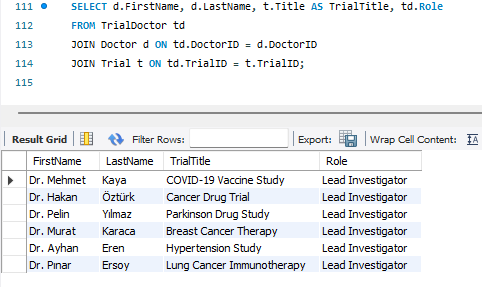 111 SELECT d.FirstName, d.LastName, t.Title AS TrialTitle, td.Role
112 FROM TrialDoctor td
113 JOIN Doctor d ON td.DoctorID = d.DoctorID
114 JOIN Trial t ON td.TrialID = t.TrialID;
115
Result Grid Filter Rows: Export: Wrap Cell Content: IA
FirstName LastName TrialTitle Role
Dr. Mehmet Kaya COVID-19 Vaccine Study Lead Investigator
Dr. Hakan Öztürk Cancer Drug Trial Lead Investigator
Dr. Pelin Yılmaz Parkinson Drug Study Lead Investigator
Dr. Murat Karaca Breast Cancer Therapy Lead Investigator
Dr. Ayhan Eren Hypertension Study Lead Investigator
Dr. Pınar Ersoy Lung Cancer Immunotherapy Lead Investigator